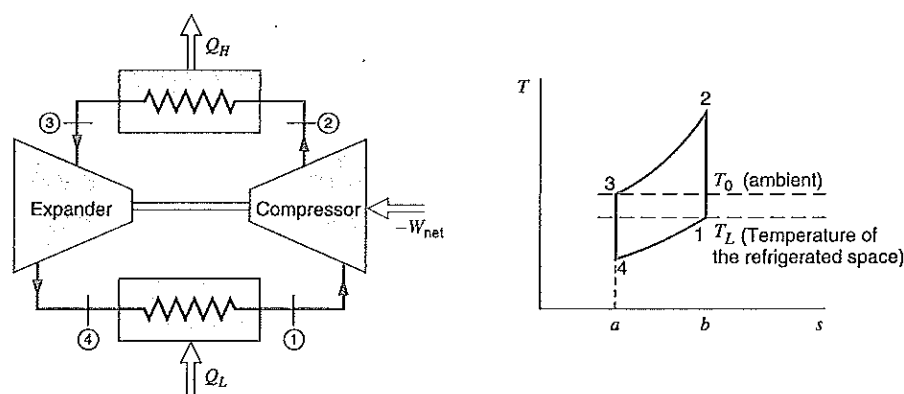 Q_H
③
②
Expander
Compressor
−W_net
④
①
Q_L
T
2
3
T_0 (ambient)
1
T_L (Temperature of
the refrigerated space)
4
a
b
s